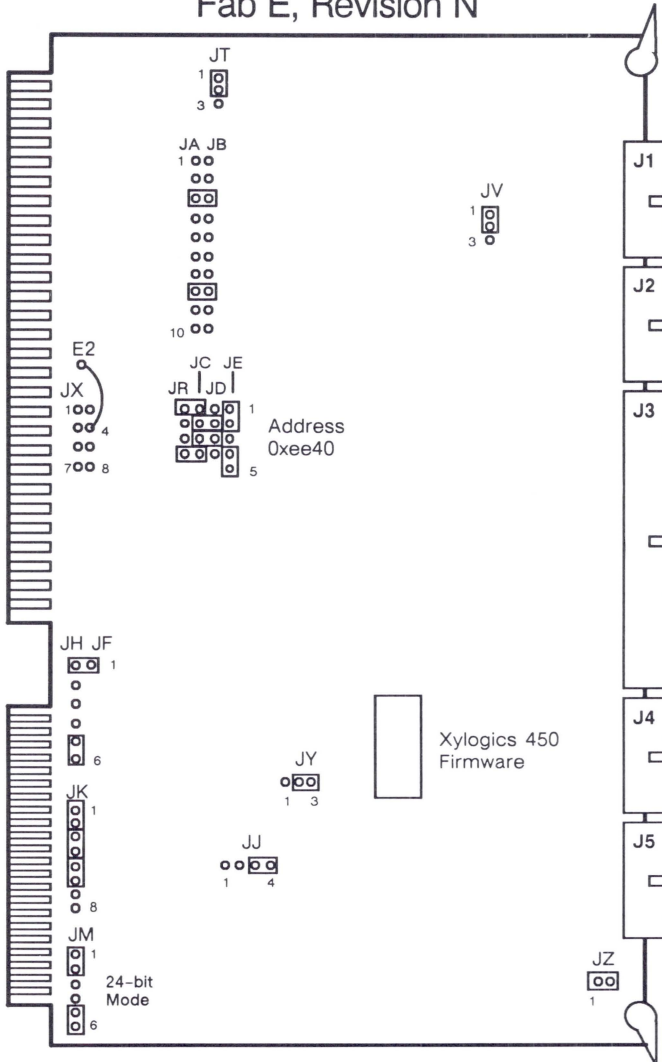 Fab E, Revision N
JT
1
3
JA JB
1
10
JV
1
3
J1
J2
J3
J4
J5
E2
JX
1
4
7 8
JC JE
JR JD
1
5
Address
0xee40
JH JF
1
6
JK
1
8
JM
1
6
24-bit
Mode
JY
1 3
JJ
1 4
Xylogics 450
Firmware
JZ
1